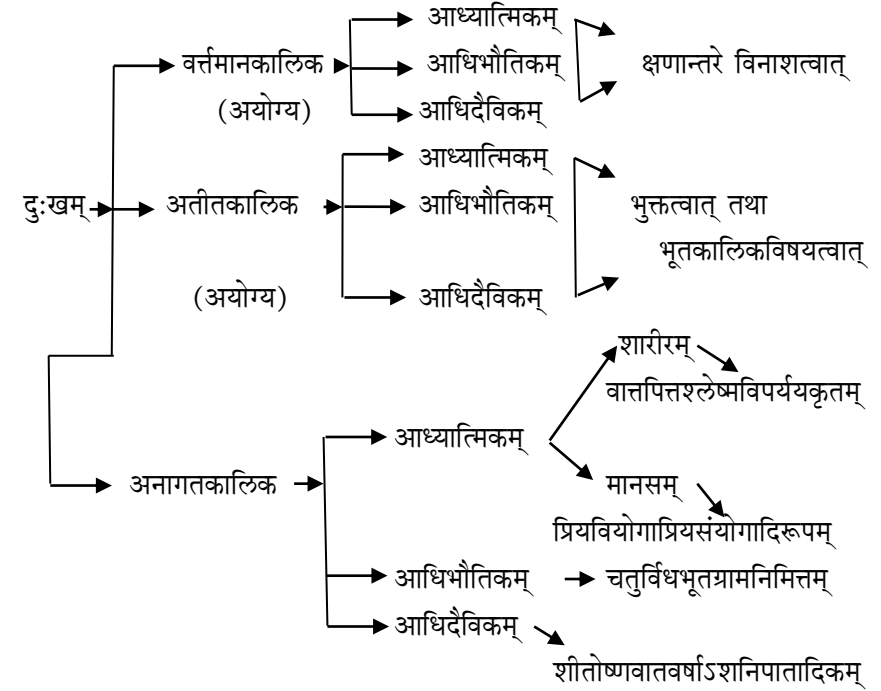 आध्यात्मिकम्
वर्त्तमानकालिक आधिभौतिकम् क्षणान्तरे विनाशत्वात्
(अयोग्य) आधिदैविकम्
आध्यात्मिकम्
दुःखम् अतीतकालिक आधिभौतिकम् भुक्तत्वात् तथा
भूतकालिकविषयत्वात्
(अयोग्य) आधिदैविकम्
शारीरम्
वात्तपित्तश्लेष्मविपर्ययकृतम्
आध्यात्मिकम्
अनागतकालिक मानसम्
प्रियवियोगाप्रियसंयोगादिरूपम्
आधिभौतिकम् चतुर्विधभूतग्रामनिमित्तम्
आधिदैविकम्
शीतोष्णवातवर्षाऽशनिपातादिकम्